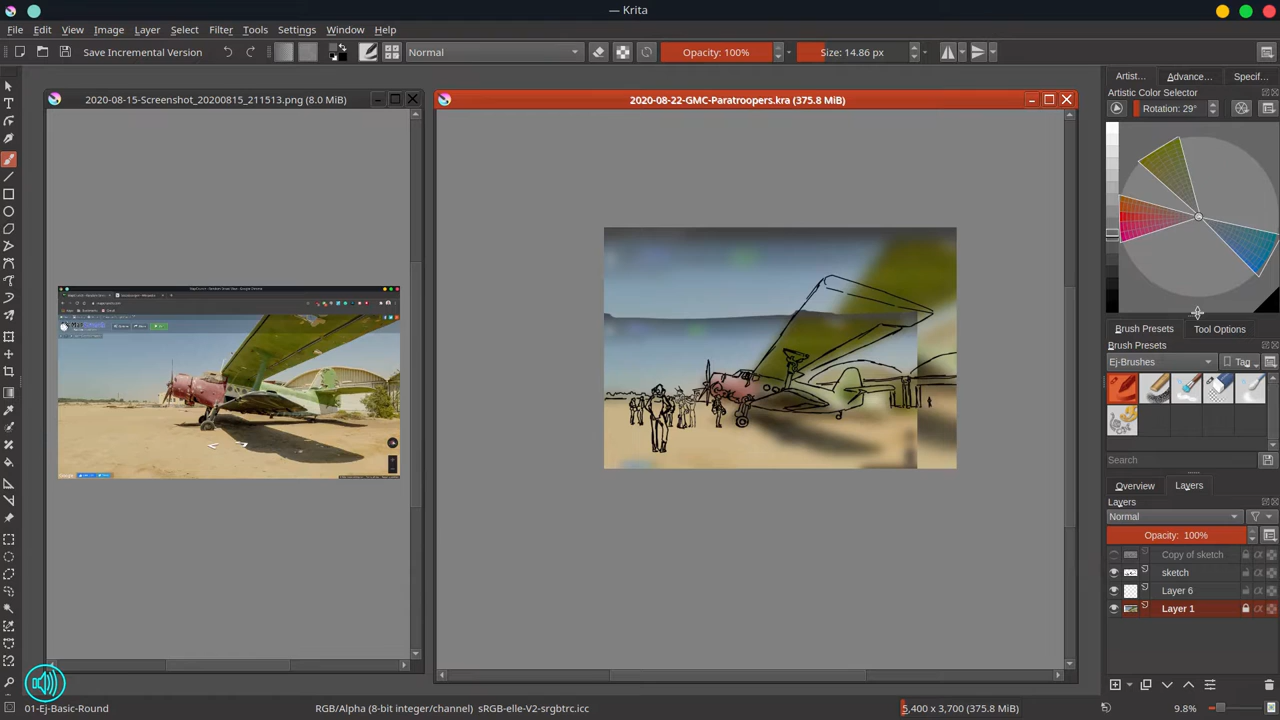 — Krita
File Edit View Image Layer Select Filter Tools Settings Window Help
Save Incremental Version
Normal
Opacity: 100%
Size: 14.86 px
2020-08-15-Screenshot_20200815_211513.png (8.0 MiB)
2020-08-22-GMC-Paratroopers.kra (375.8 MiB)
Artist... Advance... Specif...
Artistic Color Selector
Rotation: 29°
Brush Presets Tool Options
Brush Presets
Ej-Brushes
Tag
Search
Overview Layers
Layers
Normal
Opacity: 100%
Copy of sketch
sketch
Layer 6
Layer 1
01-Ej-Basic-Round
RGB/Alpha (8-bit integer/channel) sRGB-elle-V2-srgbtrc.icc
5,400 x 3,700 (375.8 MiB)
9.8%